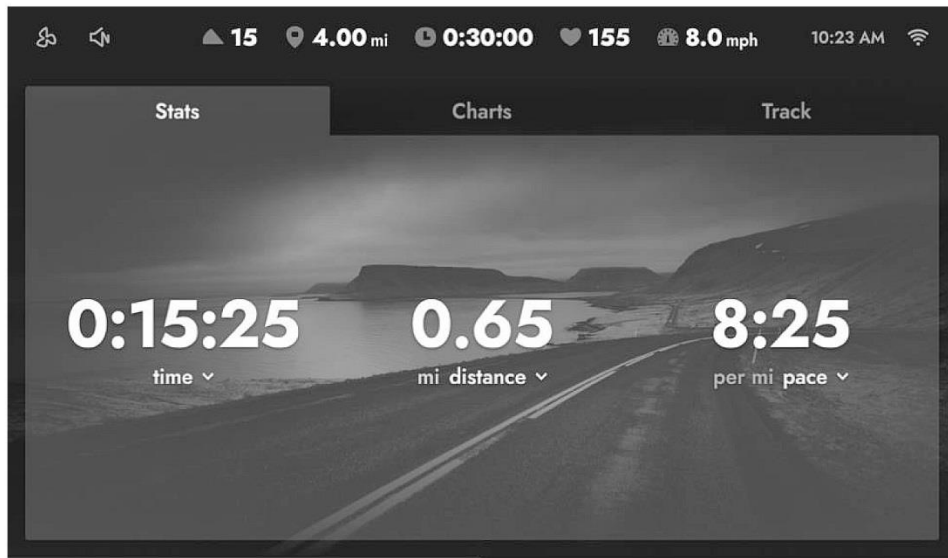 15 4.00 mi 0:30:00 155 8.0 mph 10:23 AM
Stats Charts Track
0:15:25 0.65 8:25
time mi distance per mi pace